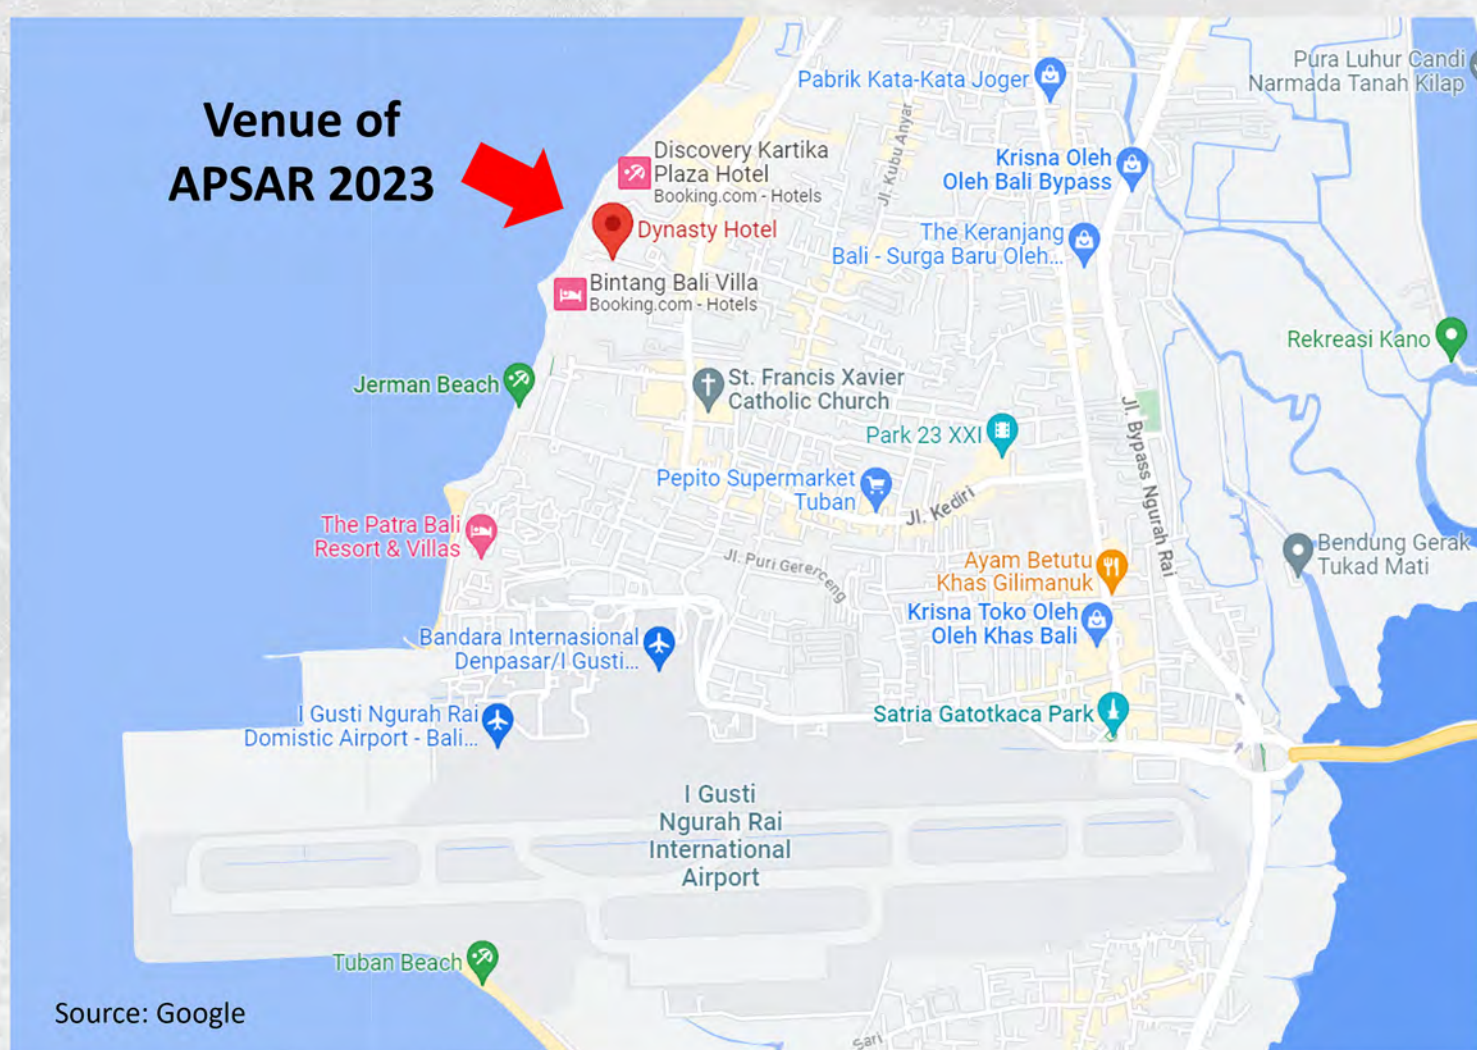 Venue of
APSAR 2023
Pabrik Kata-Kata Joger
Pura Luhur Candi
Narmada Tanah Kilap
Discovery Kartika
Plaza Hotel
Booking.com - Hotels
Jl. Kubu Anyar
Krisna Oleh
Oleh Bali Bypass
Dynasty Hotel
The Keranjang
Bali - Surga Baru Oleh...
Bintang Bali Villa
Booking.com - Hotels
Rekreasi Kano
Jerman Beach
St. Francis Xavier
Catholic Church
Park 23 XXI
Jl. Bypass Ngurah Rai
Pepito Supermarket
Tuban
Jl. Kediri
The Patra Bali
Resort & Villas
Jl. Puri Gererceng
Ayam Betutu
Khas Gilimanuk
Bendung Gerak
Tukad Mati
Krisna Toko Oleh
Oleh Khas Bali
Bandara Internasional
Denpasar/I Gusti...
I Gusti Ngurah Rai
Domistic Airport - Bali...
Satria Gatotkaca Park
I Gusti
Ngurah Rai
International
Airport
Tuban Beach
Source: Google
Sari